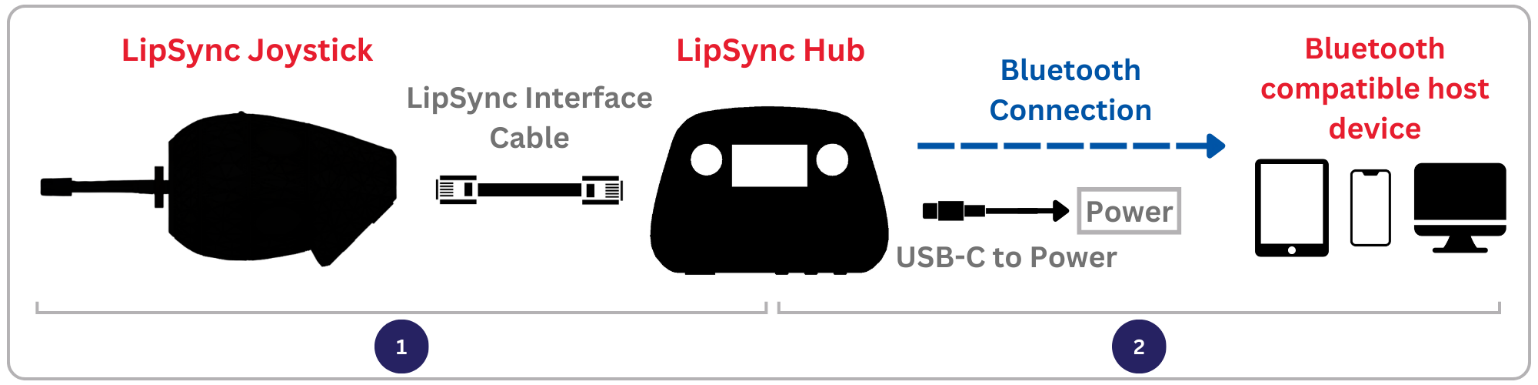 LipSync Joystick
LipSync Interface
Cable
LipSync Hub
Bluetooth
Connection
Power
USB-C to Power
Bluetooth
compatible host
device
1
2